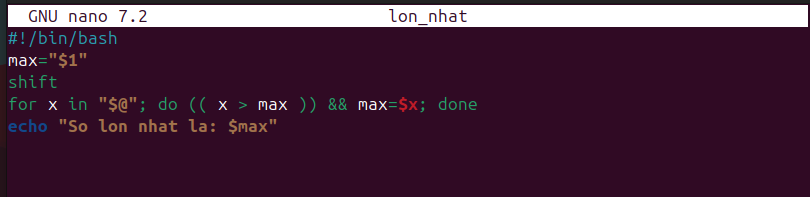 GNU nano 7.2 lon_nhat
#!/bin/bash
max="$1"
shift
for x in "$@"; do (( x > max )) && max=$x; done
echo "So lon nhat la: $max"